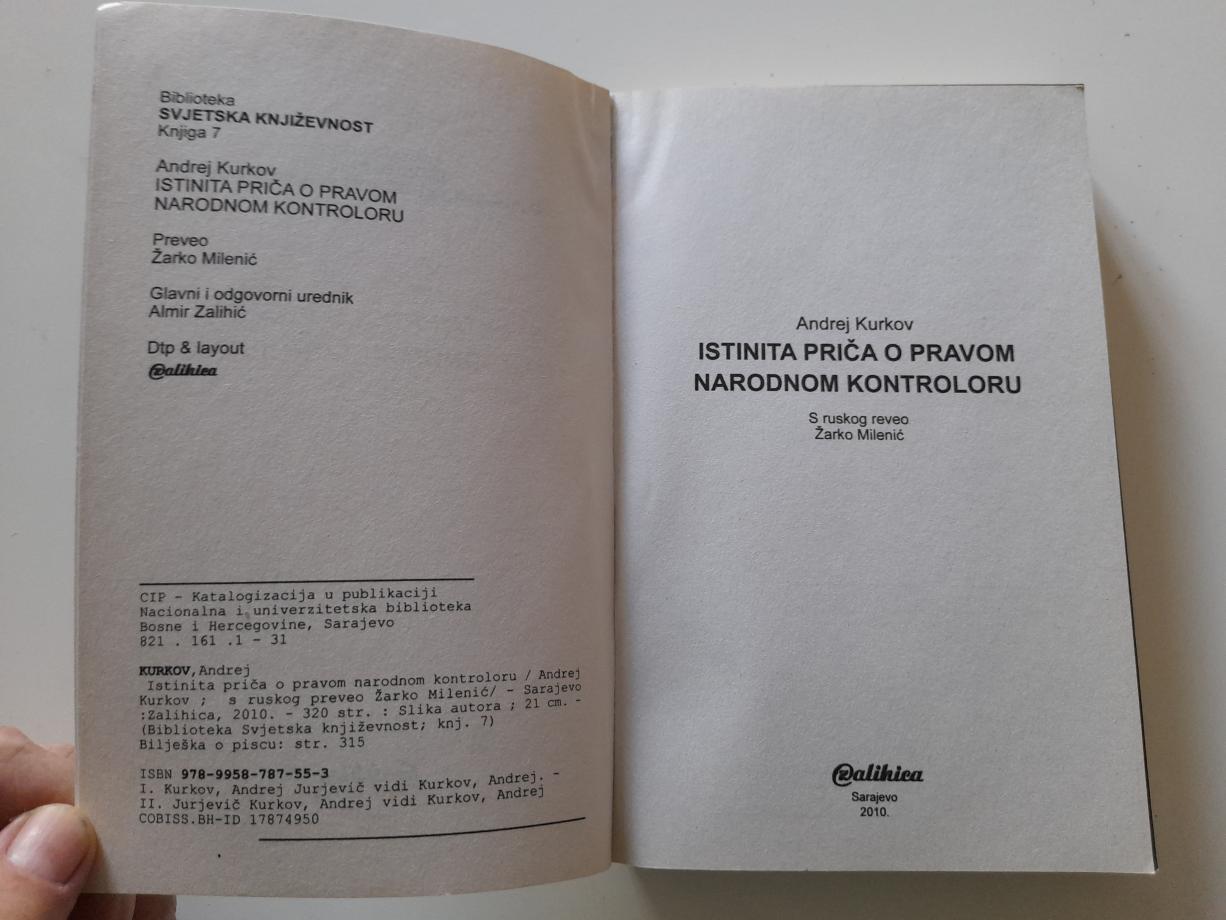 Biblioteka
SVJETSKA KNJIŽEVNOST
Knjiga 7
Andrej Kurkov
ISTINITA PRIČA O PRAVOM
NARODNOM KONTROLORU
Preveo
Žarko Milenić
Glavni i odgovorni urednik
Almir Zalihić
Dtp & layout
@zalihica
CIP - Katalogizacija u publikaciji
Nacionalna i univerzitetska biblioteka
Bosne i Hercegovine, Sarajevo
821 . 161 .1 - 31
KURKOV, Andrej
Istinita priča o pravom narodnom kontroloru / Andrej
Kurkov ; s ruskog preveo Žarko Milenić/ - Sarajevo
:Zalihica, 2010. - 320 str. : Slika autora ; 21 cm. -
(Biblioteka Svjetska književnost; knj. 7)
Bilješka o piscu: str. 315
ISBN 978-9958-787-55-3
I. Kurkov, Andrej Jurjevič vidi Kurkov, Andrej. -
II. Jurjevič Kurkov, Andrej vidi Kurkov, Andrej
COBISS.BH-ID 17874950
Andrej Kurkov
ISTINITA PRIČA O PRAVOM
NARODNOM KONTROLORU
S ruskog reveo
Žarko Milenić
zalihica
Sarajevo
2010.